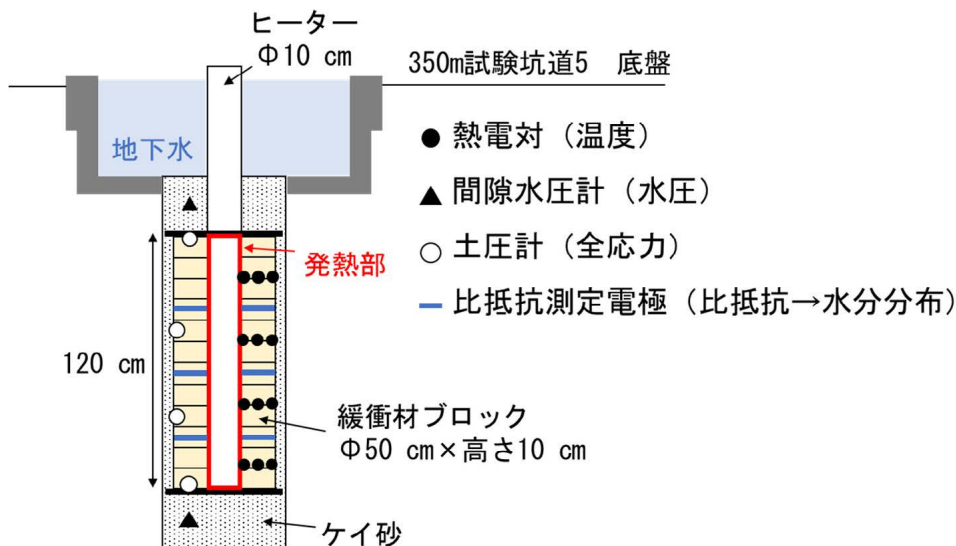 ヒーター
Φ10 cm
350m試験坑道5 底盤
地下水
熱電対（温度）
間隙水圧計（水圧）
土圧計（全応力）
比抵抗測定電極（比抵抗→水分分布）
発熱部
120 cm
緩衝材ブロック
Φ50 cm×高さ10 cm
ケイ砂